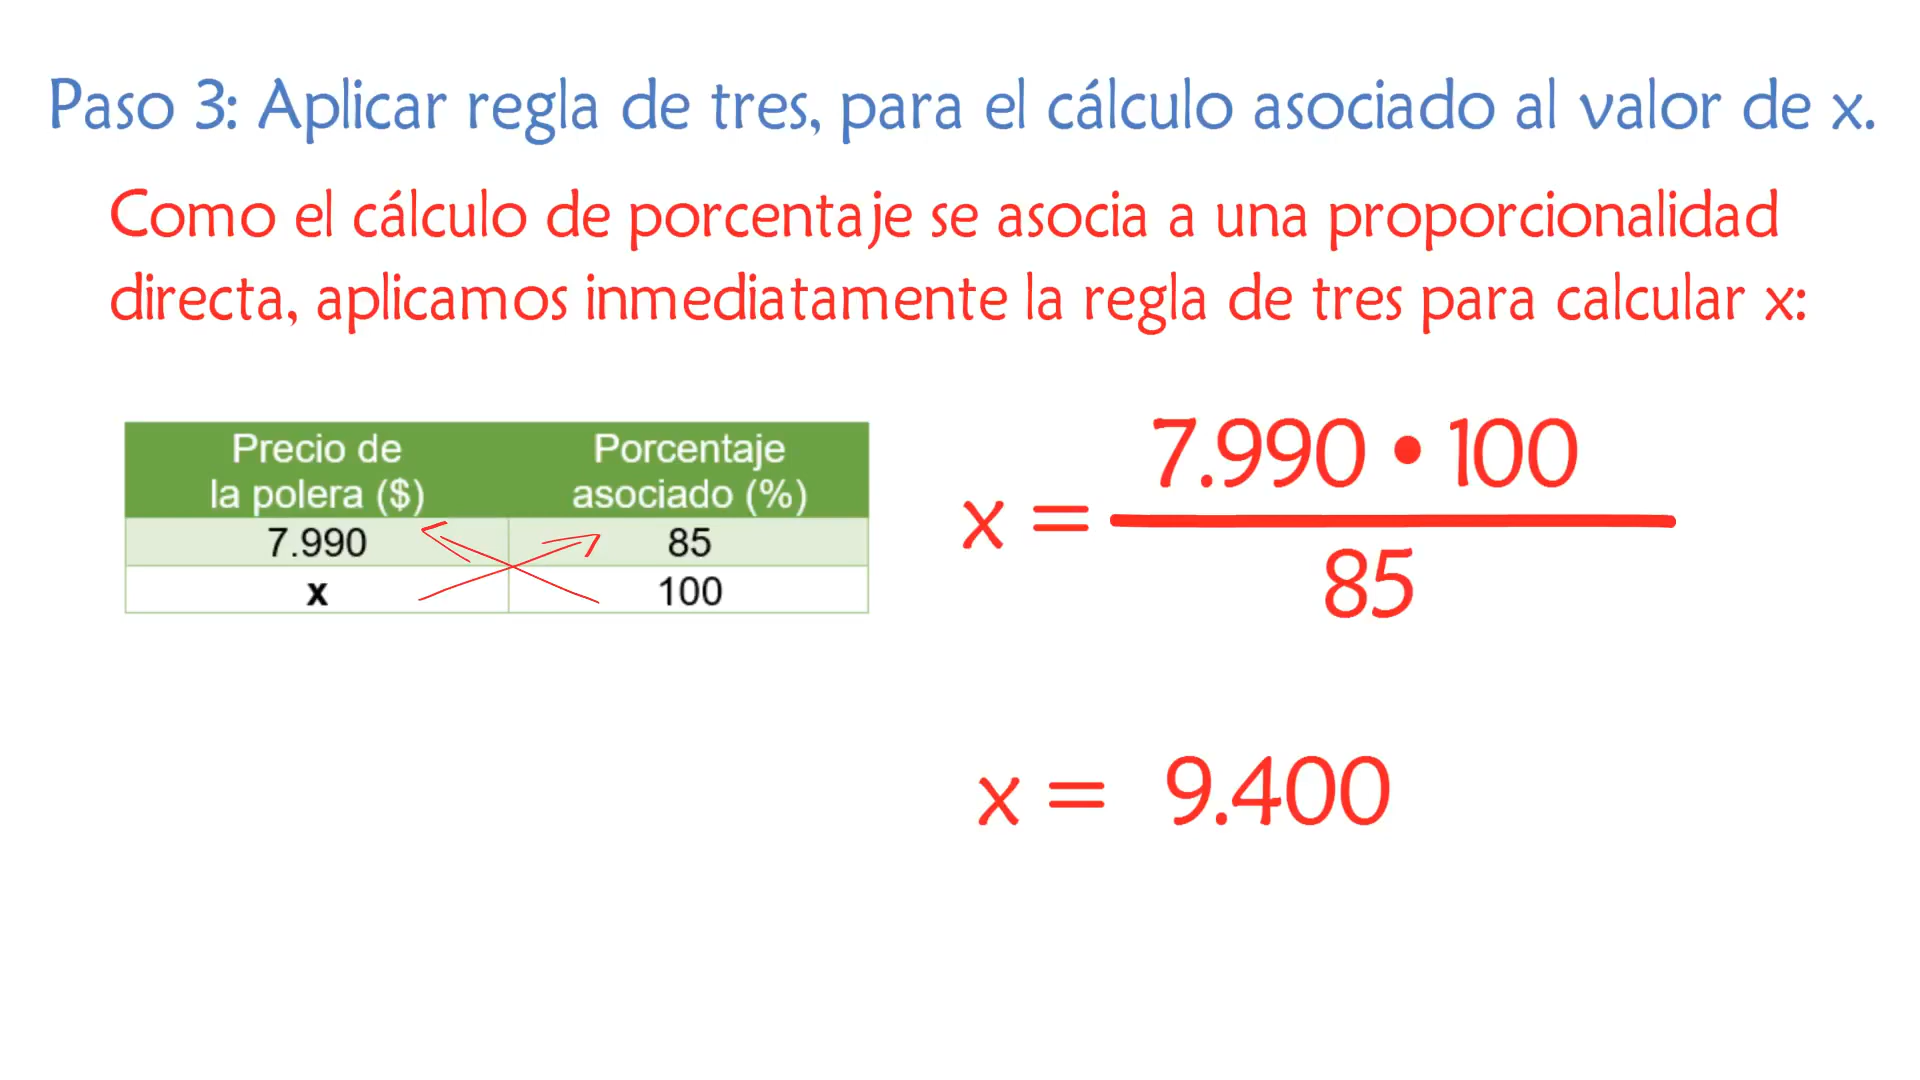 Paso 3: Aplicar regla de tres, para el cálculo asociado al valor de x.
Como el cálculo de porcentaje se asocia a una proporcionalidad
directa, aplicamos inmediatamente la regla de tres para calcular x:
Precio de
la polera ($)
Porcentaje
asociado (%)
7.990
85
x
100
7.990 • 100
x =
85
x = 9.400